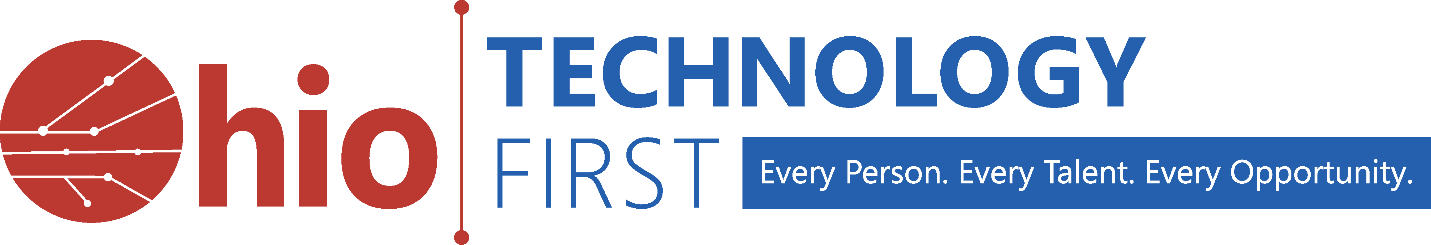 Ohio
TECHNOLOGY
FIRST
Every Person. Every Talent. Every Opportunity.